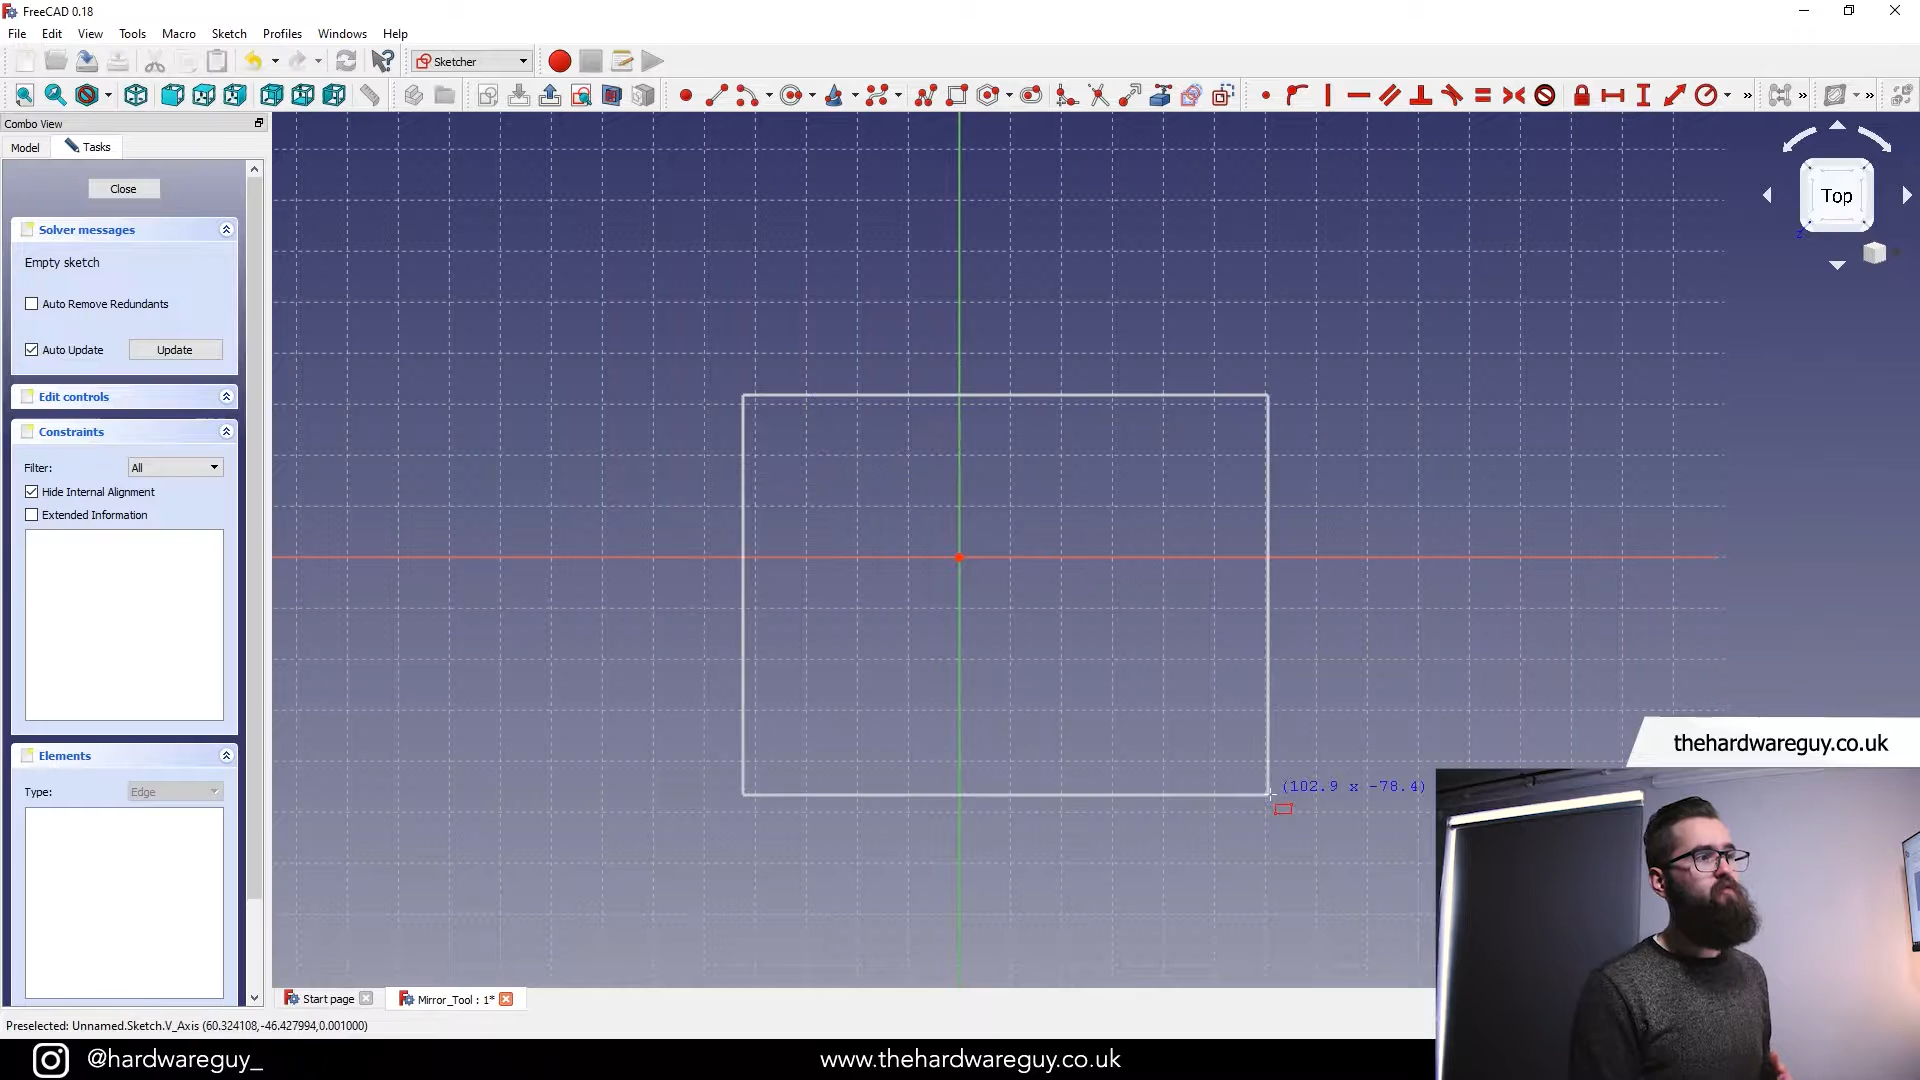 FreeCAD 0.18
File Edit View Tools Macro Sketch Profiles Windows Help
Sketcher
Combo View
Model Tasks
Close
Solver messages
Empty sketch
Auto Remove Redundants
Auto Update Update
Edit controls
Constraints
Filter: All
Hide Internal Alignment
Extended Information
Elements
Type: Edge
Top
z
(102.9 x -78.4)
thehardwareguy.co.uk
Start page Mirror_Tool : 1*
Preselected: Unnamed.Sketch.V_Axis (60.324108,-46.427994,0.001000)
@hardwareguy_ www.thehardwareguy.co.uk